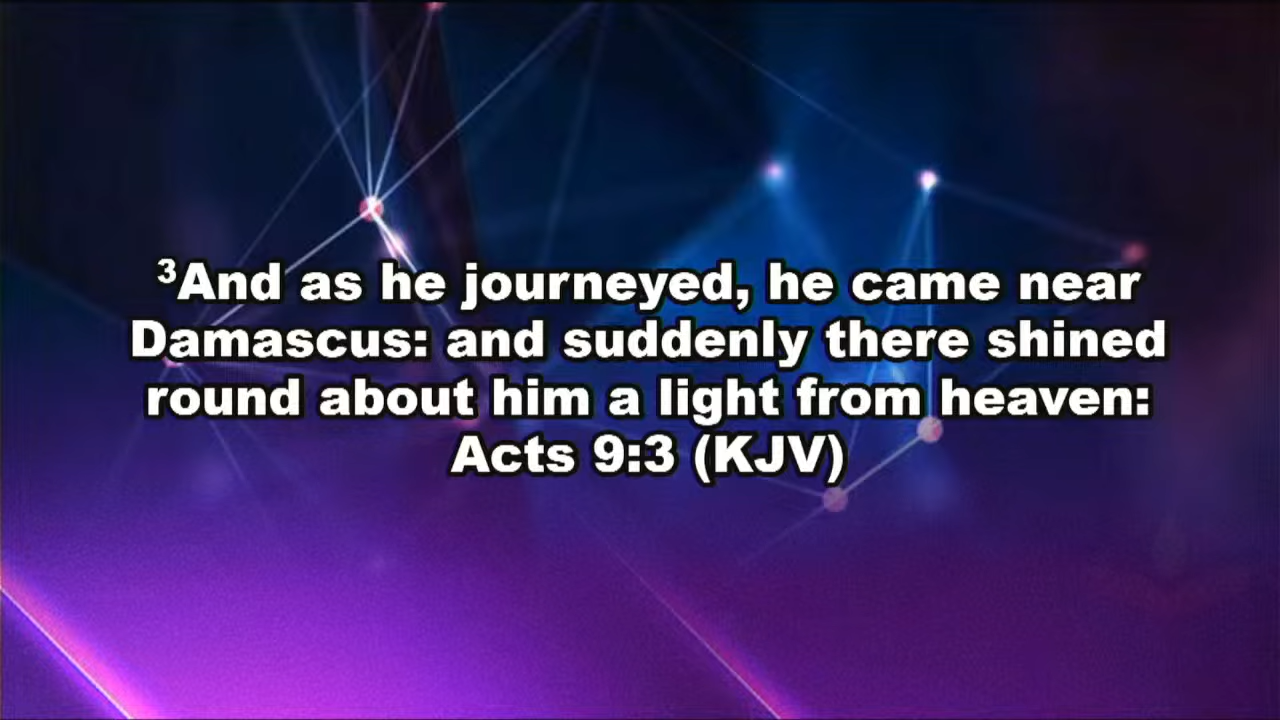 ³And as he journeyed, he came near
Damascus: and suddenly there shined
round about him a light from heaven:
Acts 9:3 (KJV)